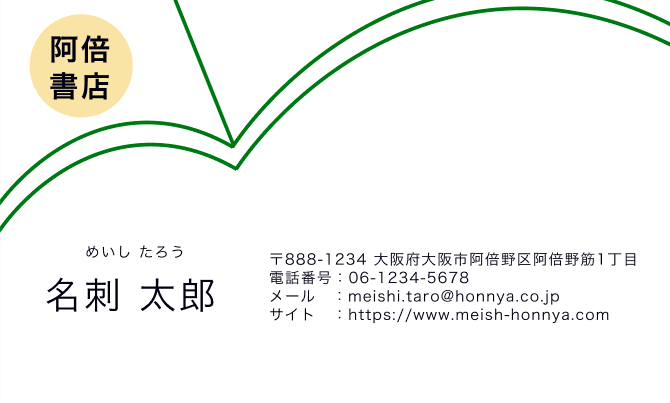 阿倍
書店
めいし たろう
名刺 太郎
〒888-1234 大阪府大阪市阿倍野区阿倍野筋1丁目
電話番号：06-1234-5678
メール　：meishi.taro@honnya.co.jp
サイト　：https://www.meish-honnya.com